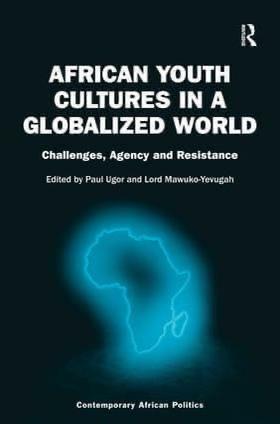 R
AFRICAN YOUTH
CULTURES IN A
GLOBALIZED WORLD
Challenges, Agency and Resistance
Edited by Paul Ugor and Lord Mawuko-Yevugah
Contemporary African Politics